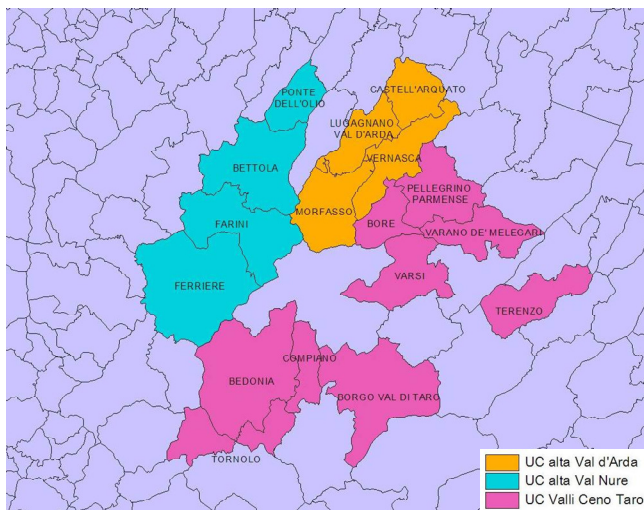 PONTE
DELL'OLIO
CASTELL'ARQUATO
LUGAGNANO
VAL D'ARDA
VERNASCA
BETTOLA
PELLEGRINO
PARMENSE
MORFASSO
BORE
FARINI
VARANO DE' MELEGARI
VARSI
FERRIERE
TERENZO
COMPIANO
BEDONIA
BORGO VAL DI TARO
TORNOLO
UC alta Val d'Arda
UC alta Val Nure
UC Valli Ceno Taro